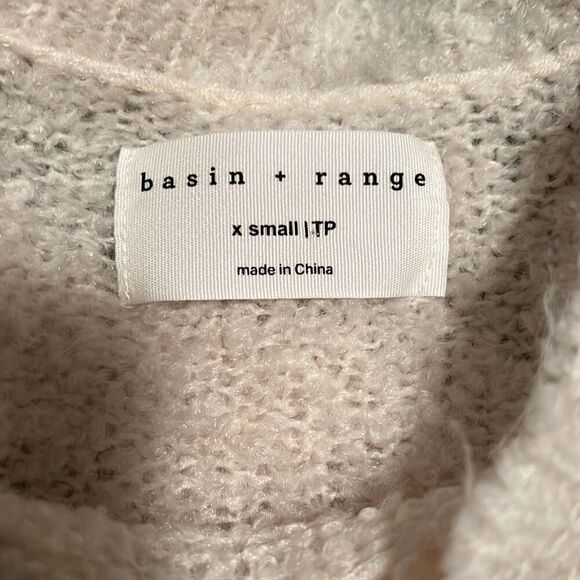 basin + range
x small | TP
made in China